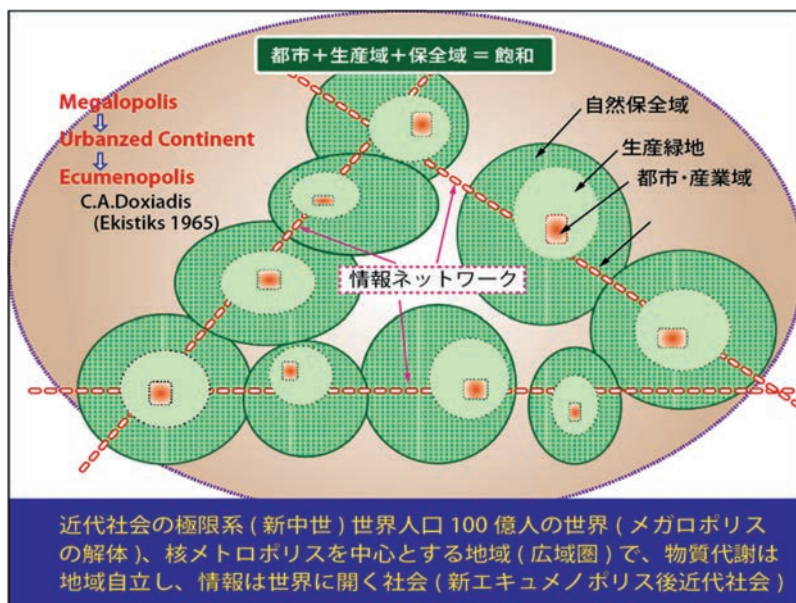 都市＋生産域＋保全域＝飽和
Megalopolis
Urbanzed Continent
Ecumenopolis
C.A.Doxiadis
(Ekistiks 1965)
自然保全域
生産緑地
都市・産業域
情報ネットワーク
近代社会の極限系(新中世)世界人口100億人の世界(メガロポリス
の解体)、核メトロポリスを中心とする地域(広域圏)で、物質代謝は
地域自立し、情報は世界に開く社会(新エキュメノポリス後近代社会)